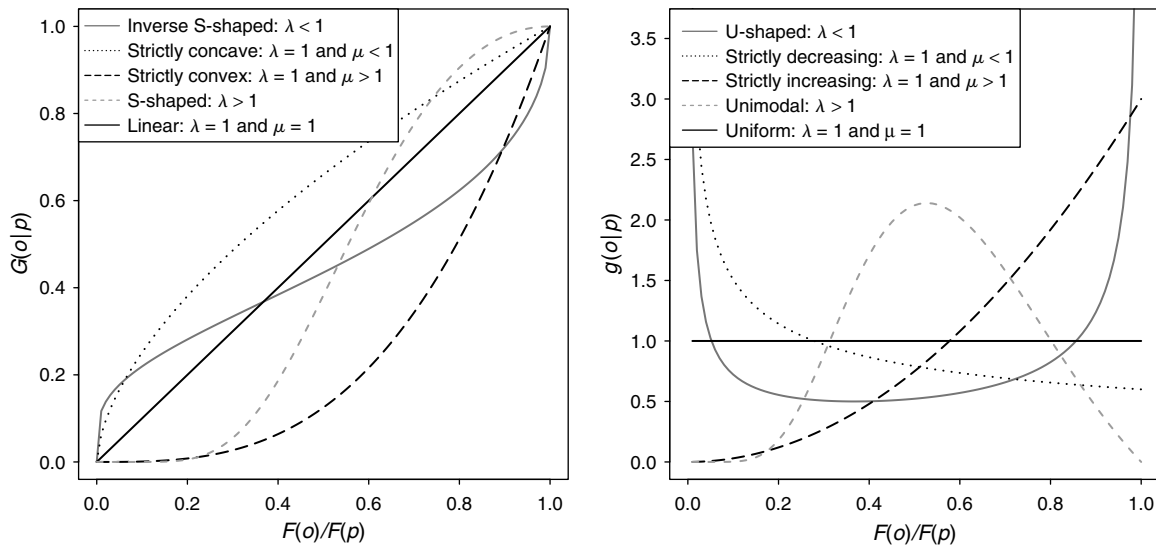 Inverse S-shaped: λ < 1
Strictly concave: λ = 1 and μ < 1
Strictly convex: λ = 1 and μ > 1
S-shaped: λ > 1
Linear: λ = 1 and μ = 1
1.0
0.8
0.6
0.4
0.2
0.0
G(o|p)
0.0 0.2 0.4 0.6 0.8 1.0
F(o)/F(p)
U-shaped: λ < 1
Strictly decreasing: λ = 1 and μ < 1
Strictly increasing: λ = 1 and μ > 1
Unimodal: λ > 1
Uniform: λ = 1 and μ = 1
3.5
3.0
2.5
2.0
1.5
1.0
0.5
0
g(o|p)
0.0 0.2 0.4 0.6 0.8 1.0
F(o)/F(p)